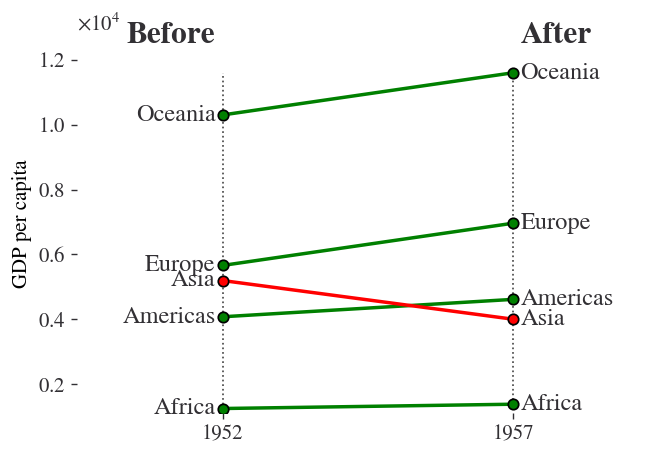 ×10⁴
Before After
1.2
1.0
0.8
0.6
0.4
0.2
GDP per capita
Oceania Oceania
Europe Europe
Asia
Americas Americas
Asia
Africa Africa
1952 1957